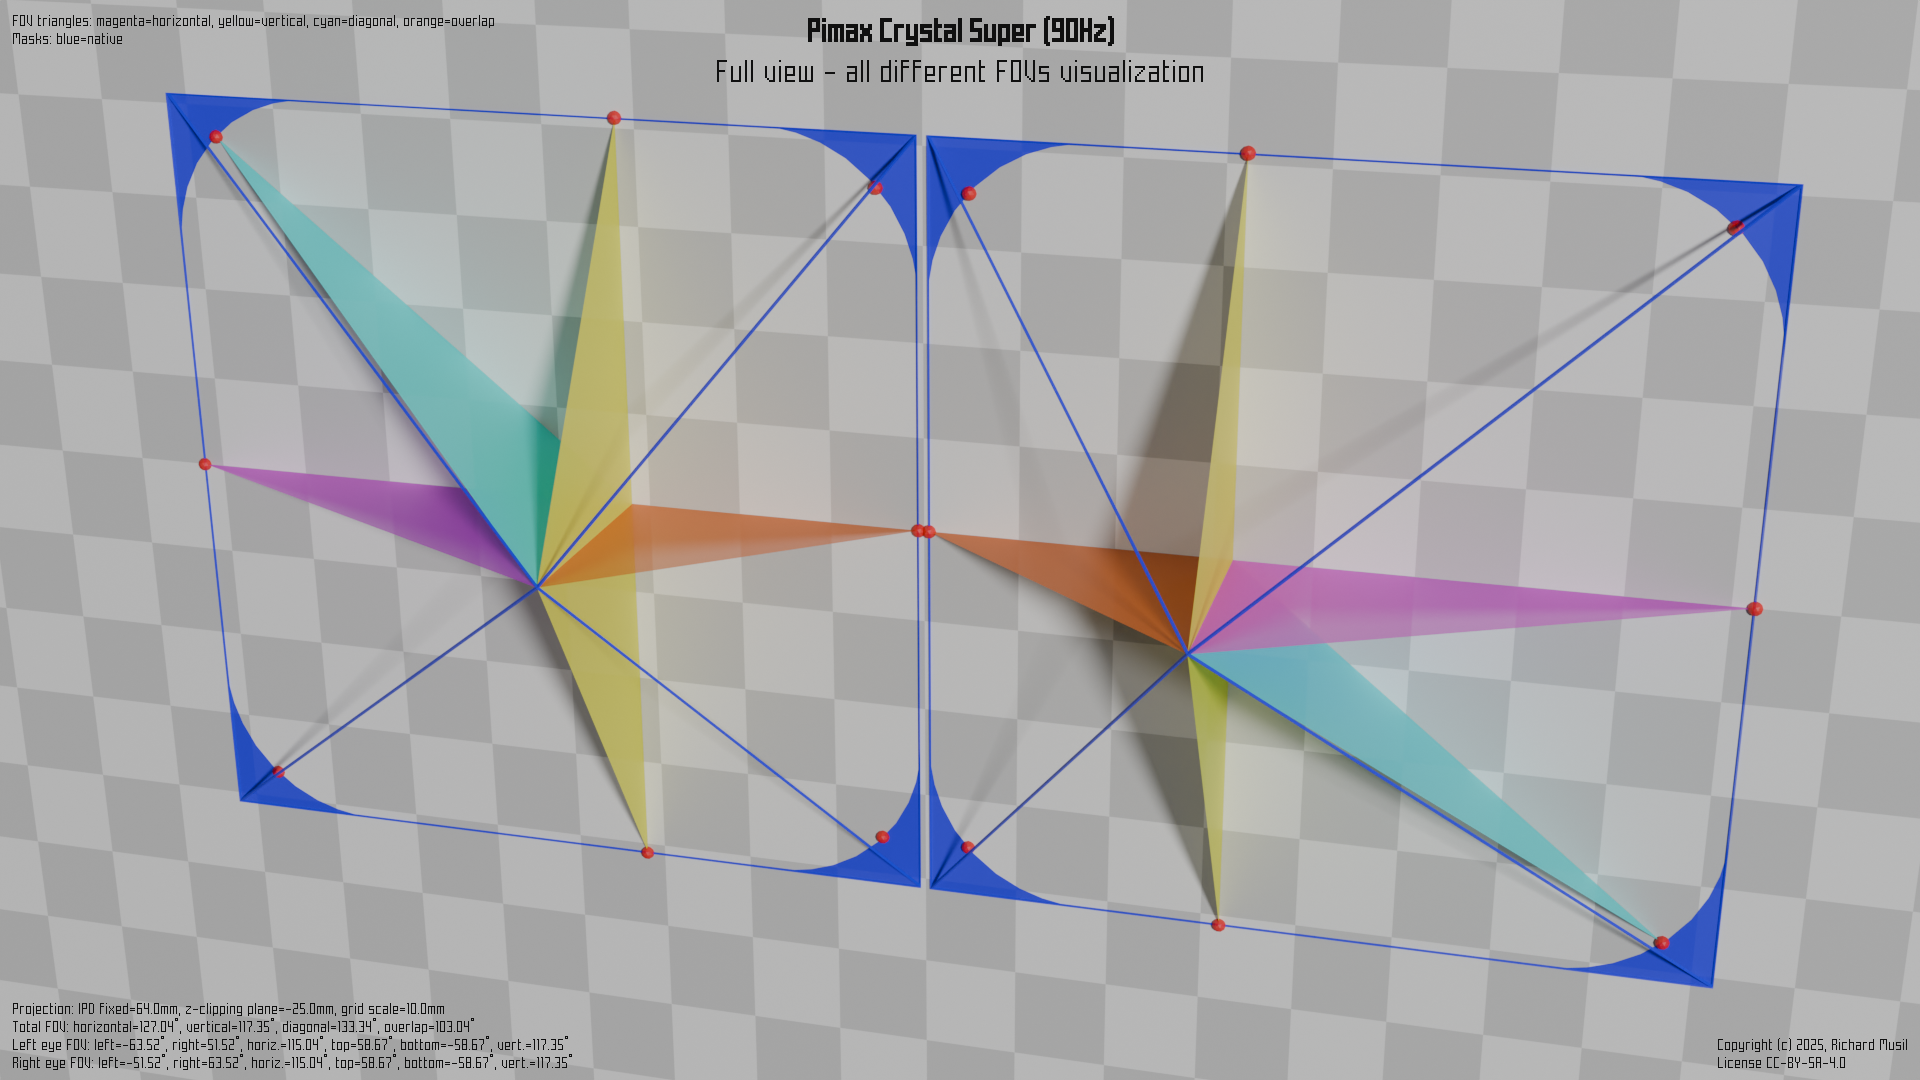 FOV triangles: magenta=horizontal, yellow=vertical, cyan=diagonal, orange=overlap
Masks: blue=native
Pimax Crystal Super (90Hz)
Full view - all different FOVs visualization
Projection: IPD fixed=64.0mm, z-clipping plane=-25.0mm, grid scale=10.0mm
Total FOV: horizontal=127.04°, vertical=117.35°, diagonal=133.34°, overlap=103.04°
Left eye FOV: left=-63.52°, right=51.52°, horiz.=115.04°, top=58.67°, bottom=-58.67°, vert.=117.35°
Right eye FOV: left=-51.52°, right=63.52°, horiz.=115.04°, top=58.67°, bottom=-58.67°, vert.=117.35°
Copyright (c) 2025, Richard Musil
License CC-BY-SA-4.0